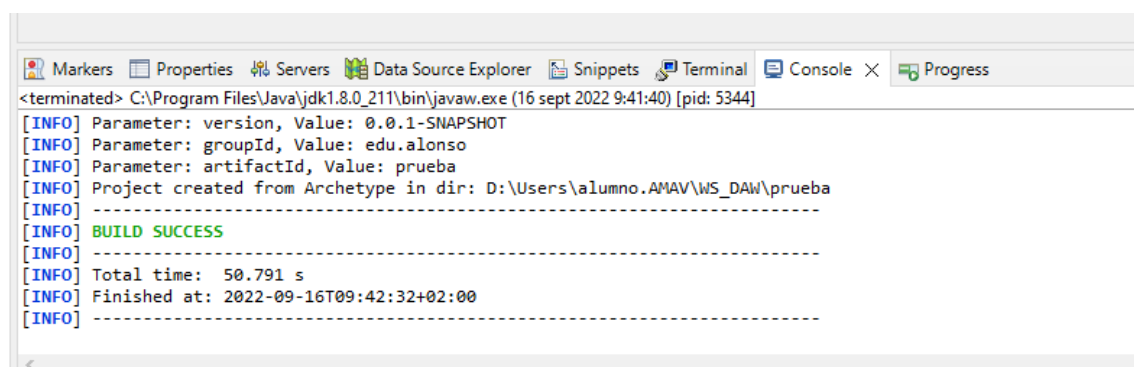 Markers Properties Servers Data Source Explorer Snippets Terminal Console Progress
<terminated> C:\Program Files\Java\jdk1.8.0_211\bin\javaw.exe (16 sept 2022 9:41:40) [pid: 5344]
[INFO] Parameter: version, Value: 0.0.1-SNAPSHOT
[INFO] Parameter: groupId, Value: edu.alonso
[INFO] Parameter: artifactId, Value: prueba
[INFO] Project created from Archetype in dir: D:\Users\alumno.AMAV\WS_DAW\prueba
[INFO] ------------------------------------------------------------------------
[INFO] BUILD SUCCESS
[INFO] ------------------------------------------------------------------------
[INFO] Total time:  50.791 s
[INFO] Finished at: 2022-09-16T09:42:32+02:00
[INFO] ------------------------------------------------------------------------